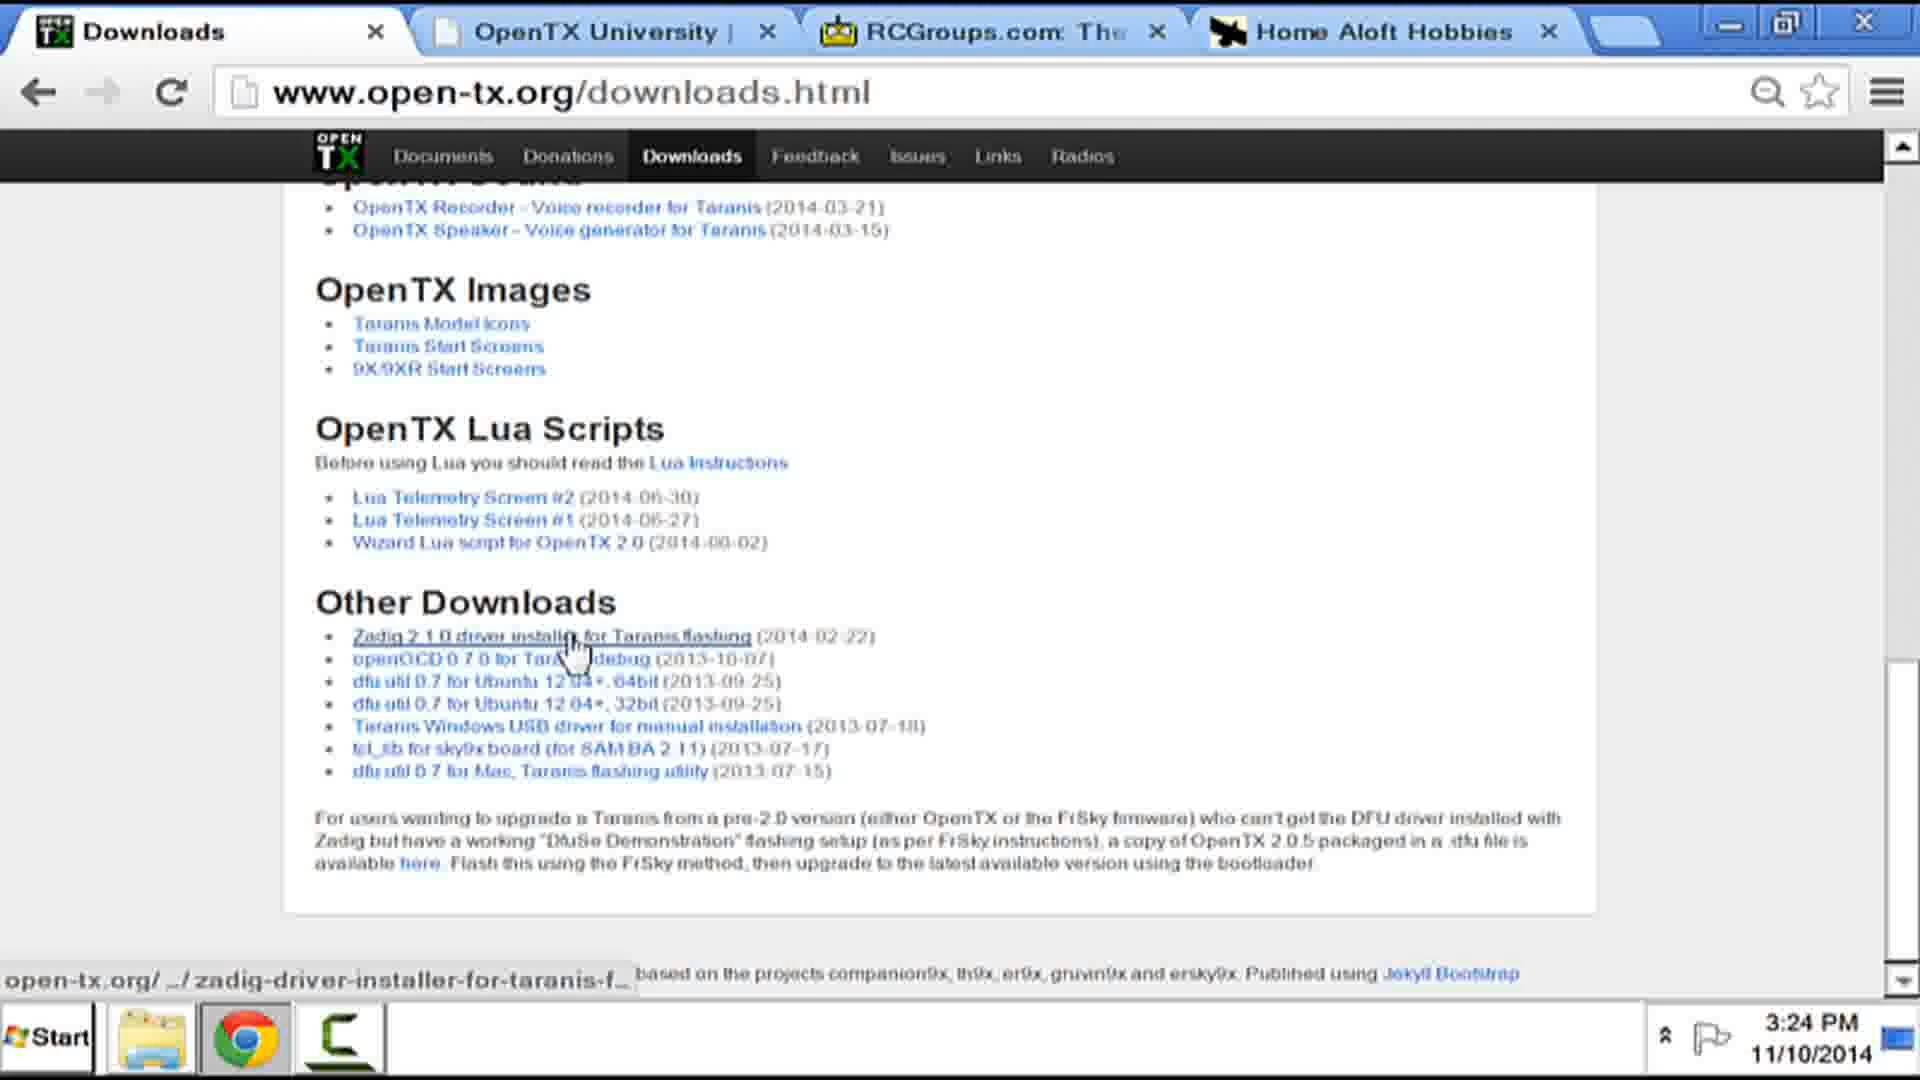 Downloads
OpenTX University |
RCGroups.com: The
Home Aloft Hobbies
www.open-tx.org/downloads.html
OPEN TX
Documents Donations Downloads Feedback Issues Links Radios
OpenTX Recorder - Voice recorder for Taranis (2014-03-21)
OpenTX Speaker - Voice generator for Taranis (2014-03-15)
OpenTX Images
Taranis Model Icons
Taranis Start Screens
9X/9XR Start Screens
OpenTX Lua Scripts
Before using Lua you should read the Lua Instructions
Lua Telemetry Screen #2 (2014-06-30)
Lua Telemetry Screen #1 (2014-06-27)
Wizard Lua script for OpenTX 2.0
Other Downloads
Zadig 2.1.0 driver installer for Taranis flashing (2014-02-22)
openOCD 0.7.0 for debug (2013-10-07)
dfu util 0.7 for Ubuntu 12.04+, 64bit (2013-09-25)
dfu util 0.7 for Ubuntu 12.04+, 32bit (2013-09-25)
Taranis Windows USB driver for manual installation (2013-07-18)
tcl_lib for sky9x board (for SAMBA 2.11) (2013-07-17)
dfu util 0.7 for Mac, Taranis flashing utility (2013-07-15)
For users wanting to upgrade a Taranis from a pre-2.0 version (either OpenTX or the FrSky firmware) who can't get the DFU driver installed with
Zadig but have a working "DfuSe Demonstration" flashing setup (as per FrSky instructions), a copy of OpenTX 2.0.5 packaged in a .dfu file is
available here. Flash this using the FrSky method, then upgrade to the latest available version using the bootloader.
open-tx.org/.../zadig-driver-installer-for-taranis-f...
based on the projects companion9x, th9x, er9x, gruvin9x and ersky9x. Publihed using Jekyll Bootstrap
Start
3:24 PM
11/10/2014